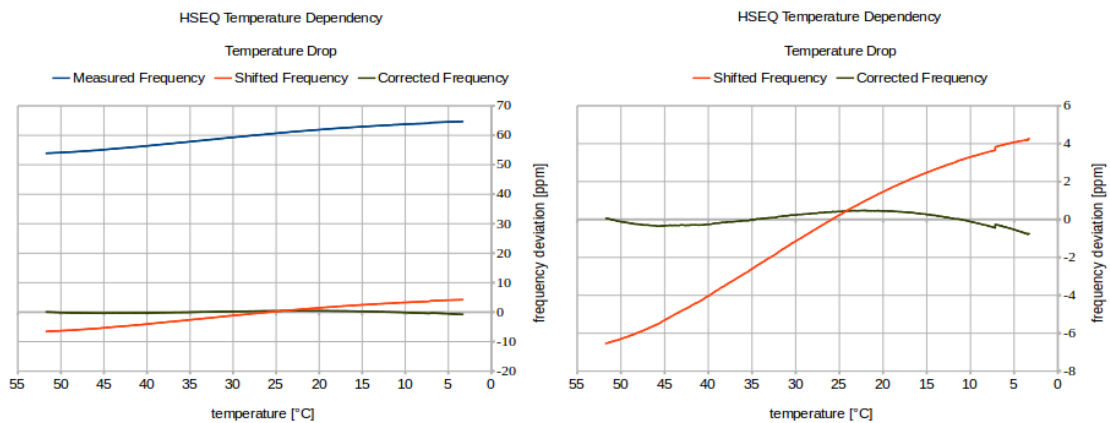 HSEQ Temperature Dependency
Temperature Drop
Measured Frequency Shifted Frequency Corrected Frequency
70
60
50
40
30
20
10
0
-10
-20
frequency deviation [ppm]
55 50 45 40 35 30 25 20 15 10 5 0
temperature [°C]
HSEQ Temperature Dependency
Temperature Drop
Shifted Frequency Corrected Frequency
6
4
2
0
-2
-4
-6
-8
frequency deviation [ppm]
55 50 45 40 35 30 25 20 15 10 5 0
temperature [°C]